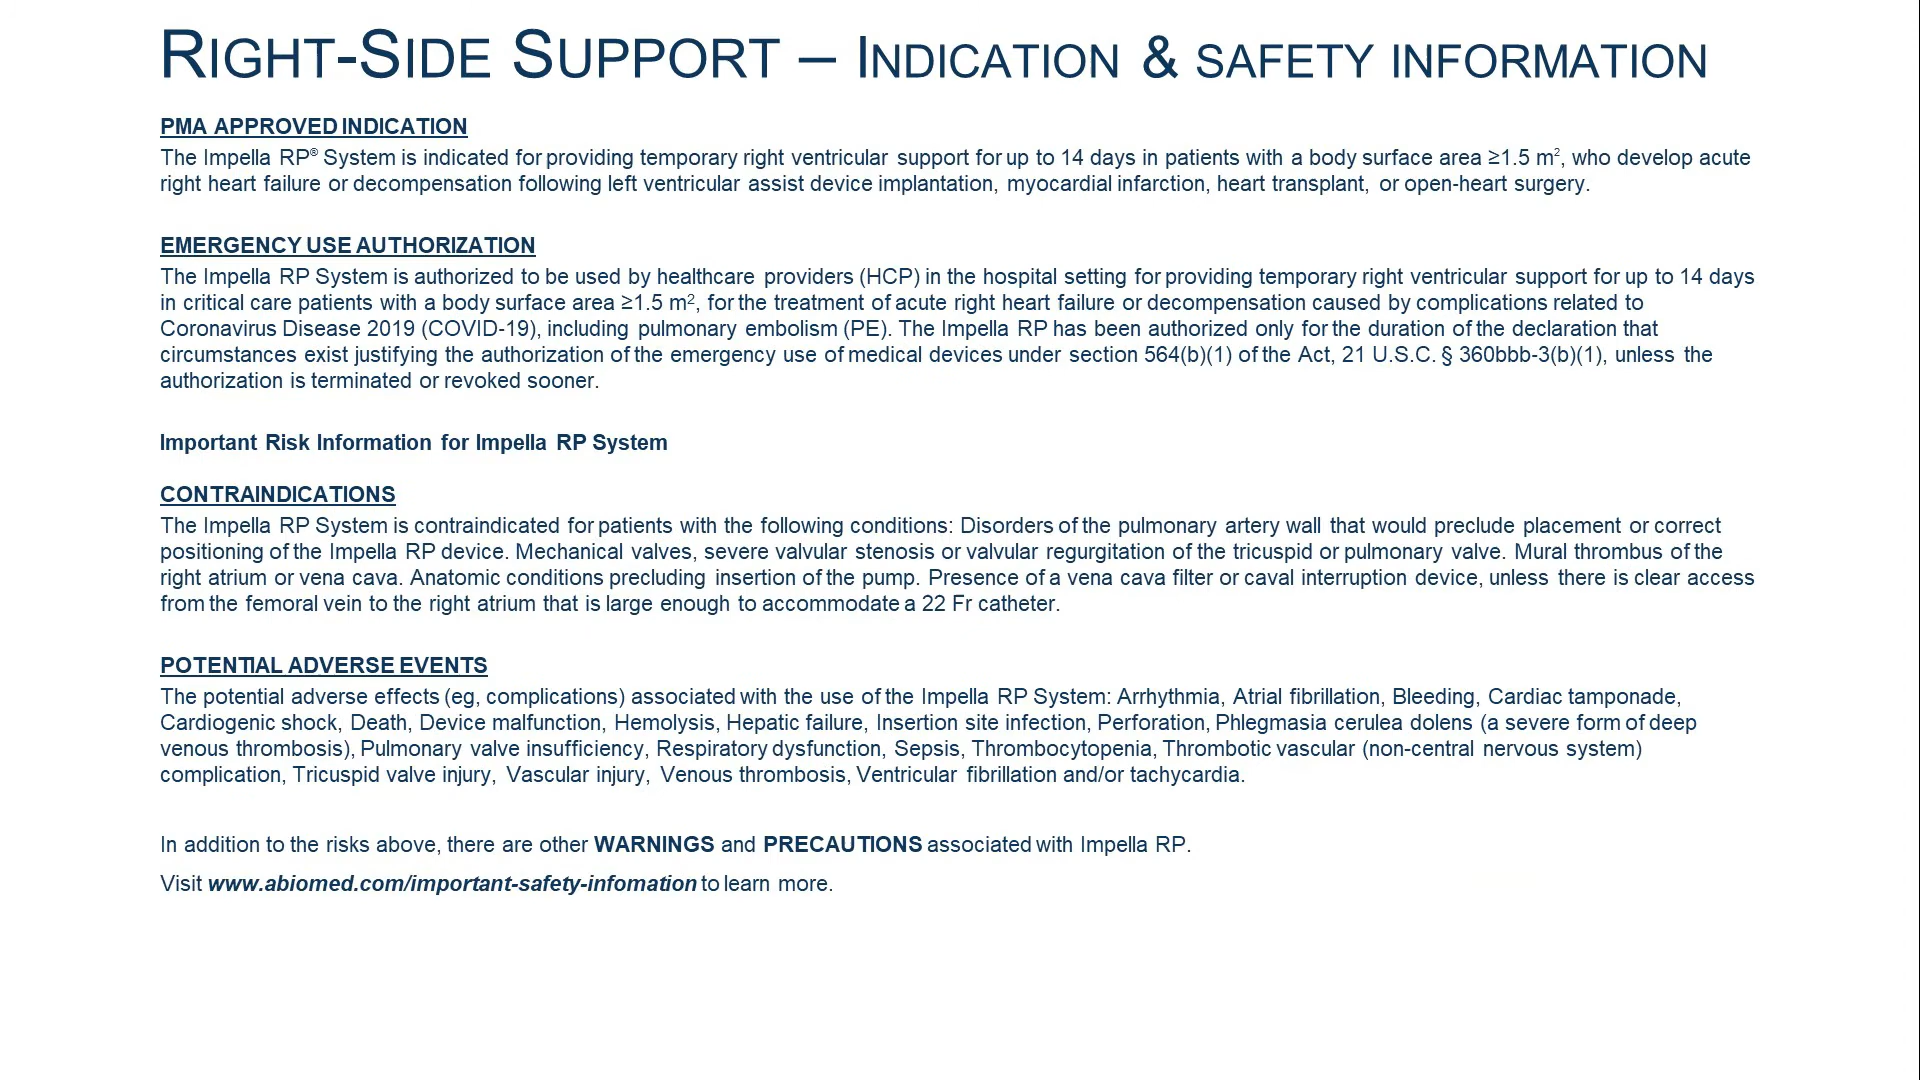 RIGHT-SIDE SUPPORT – INDICATION & SAFETY INFORMATION
PMA APPROVED INDICATION
The Impella RP® System is indicated for providing temporary right ventricular support for up to 14 days in patients with a body surface area ≥1.5 m², who develop acute
right heart failure or decompensation following left ventricular assist device implantation, myocardial infarction, heart transplant, or open-heart surgery.
EMERGENCY USE AUTHORIZATION
The Impella RP System is authorized to be used by healthcare providers (HCP) in the hospital setting for providing temporary right ventricular support for up to 14 days
in critical care patients with a body surface area ≥1.5 m², for the treatment of acute right heart failure or decompensation caused by complications related to
Coronavirus Disease 2019 (COVID-19), including pulmonary embolism (PE). The Impella RP has been authorized only for the duration of the declaration that
circumstances exist justifying the authorization of the emergency use of medical devices under section 564(b)(1) of the Act, 21 U.S.C. § 360bbb-3(b)(1), unless the
authorization is terminated or revoked sooner.
Important Risk Information for Impella RP System
CONTRAINDICATIONS
The Impella RP System is contraindicated for patients with the following conditions: Disorders of the pulmonary artery wall that would preclude placement or correct
positioning of the Impella RP device. Mechanical valves, severe valvular stenosis or valvular regurgitation of the tricuspid or pulmonary valve. Mural thrombus of the
right atrium or vena cava. Anatomic conditions precluding insertion of the pump. Presence of a vena cava filter or caval interruption device, unless there is clear access
from the femoral vein to the right atrium that is large enough to accommodate a 22 Fr catheter.
POTENTIAL ADVERSE EVENTS
The potential adverse effects (eg, complications) associated with the use of the Impella RP System: Arrhythmia, Atrial fibrillation, Bleeding, Cardiac tamponade,
Cardiogenic shock, Death, Device malfunction, Hemolysis, Hepatic failure, Insertion site infection, Perforation, Phlegmasia cerulea dolens (a severe form of deep
venous thrombosis), Pulmonary valve insufficiency, Respiratory dysfunction, Sepsis, Thrombocytopenia, Thrombotic vascular (non-central nervous system)
complication, Tricuspid valve injury, Vascular injury, Venous thrombosis, Ventricular fibrillation and/or tachycardia.
In addition to the risks above, there are other WARNINGS and PRECAUTIONS associated with Impella RP.
Visit www.abiomed.com/important-safety-infomation to learn more.